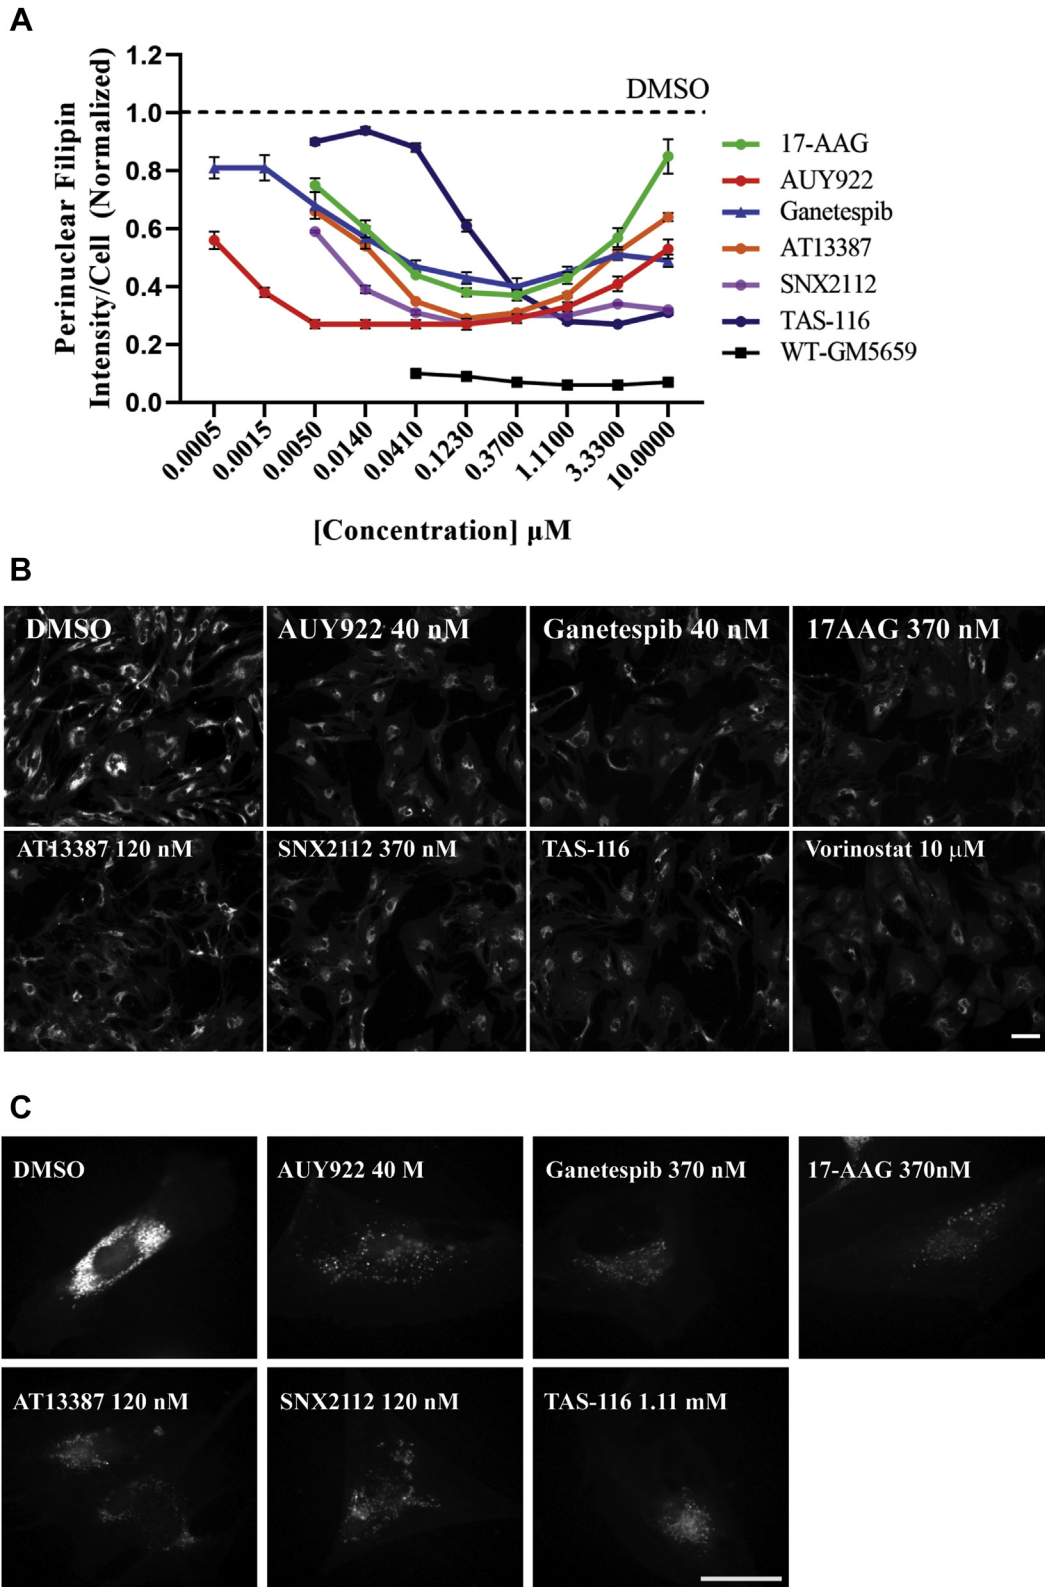 A
Perinuclear Filipin
Intensity/Cell (Normalized)
1.2
1.0
0.8
0.6
0.4
0.2
0.0
DMSO
0.0005
0.0015
0.0050
0.0140
0.0410
0.1230
0.3700
1.1100
3.3300
10.0000
[Concentration] μM
17-AAG
AUY922
Ganetespib
AT13387
SNX2112
TAS-116
WT-GM5659
B
DMSO
AUY922 40 nM
Ganetespib 40 nM
17AAG 370 nM
AT13387 120 nM
SNX2112 370 nM
TAS-116
Vorinostat 10 μM
C
DMSO
AUY922 40 M
Ganetespib 370 nM
17-AAG 370nM
AT13387 120 nM
SNX2112 120 nM
TAS-116 1.11 mM